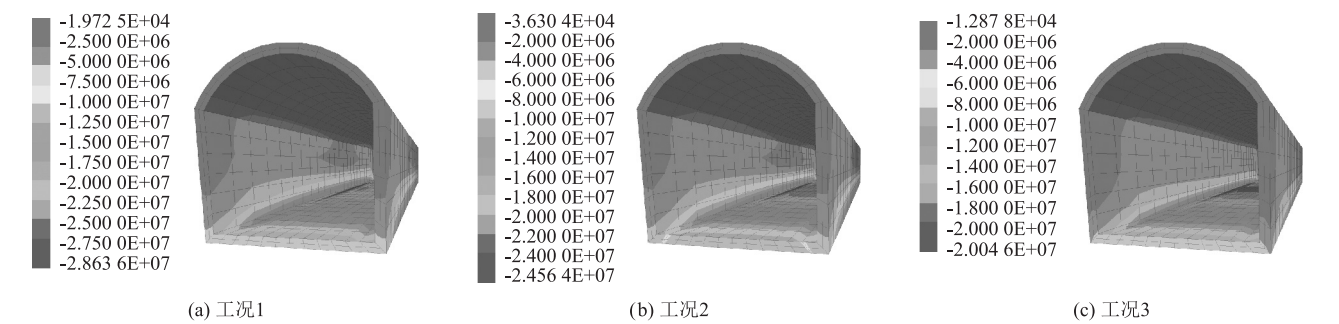 -1.972 5E+04
-2.500 0E+06
-5.000 0E+06
-7.500 0E+06
-1.000 0E+07
-1.250 0E+07
-1.500 0E+07
-1.750 0E+07
-2.000 0E+07
-2.250 0E+07
-2.500 0E+07
-2.750 0E+07
-2.863 6E+07
(a) 工况1
-3.630 4E+04
-2.000 0E+06
-4.000 0E+06
-6.000 0E+06
-8.000 0E+06
-1.000 0E+07
-1.200 0E+07
-1.400 0E+07
-1.600 0E+07
-1.800 0E+07
-2.000 0E+07
-2.200 0E+07
-2.400 0E+07
-2.456 4E+07
(b) 工况2
-1.287 8E+04
-2.000 0E+06
-4.000 0E+06
-6.000 0E+06
-8.000 0E+06
-1.000 0E+07
-1.200 0E+07
-1.400 0E+07
-1.600 0E+07
-1.800 0E+07
-2.000 0E+07
-2.004 6E+07
(c) 工况3